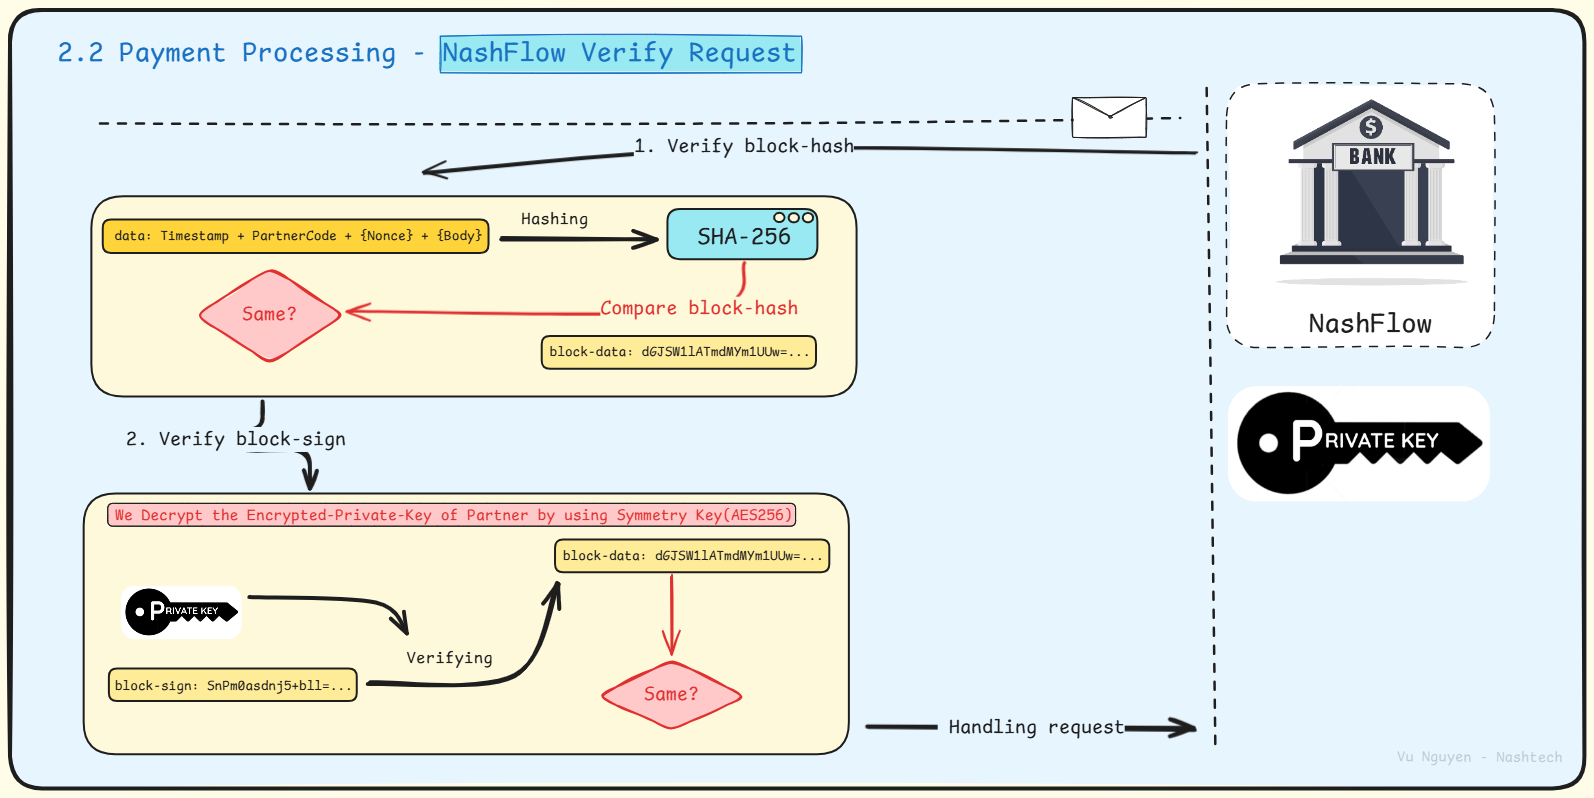 2.2 Payment Processing - NashFlow Verify Request
1. Verify block-hash
BANK
NashFlow
data: Timestamp + PartnerCode + {Nonce} + {Body}
Hashing
SHA-256
Same?
Compare block-hash
block-data: dGJSW1lATmdMYm1UUw=...
PRIVATE KEY
2. Verify block-sign
We Decrypt the Encrypted-Private-Key of Partner by using Symmetry Key(AES256)
block-data: dGJSW1lATmdMYm1UUw=...
PRIVATE KEY
Verifying
block-sign: SnPm0asdnj5+bll=...
Same?
Handling request
Vu Nguyen - Nashtech